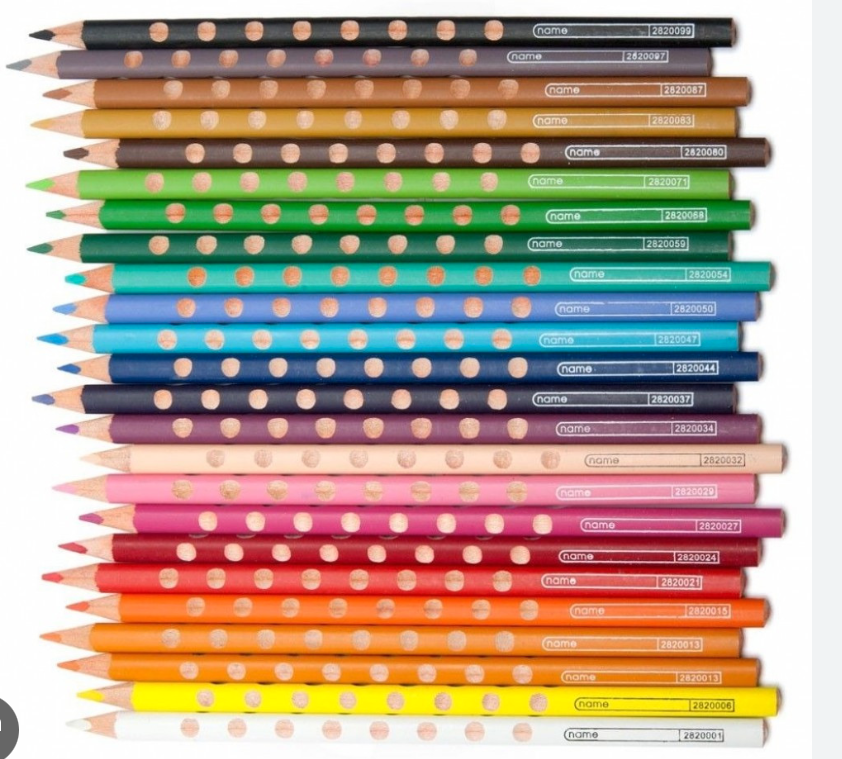 name 2820099
name 2820097
name 2820087
name 2820083
name 2820080
name 2820071
name 2820068
name 2820059
name 2820054
name 2820050
name 2820047
name 2820044
name 2820037
name 2820034
name 2820032
name 2820029
name 2820027
name 2820024
name 2820021
name 2820015
name 2820013
name 2820013
name 2820006
name 2820001